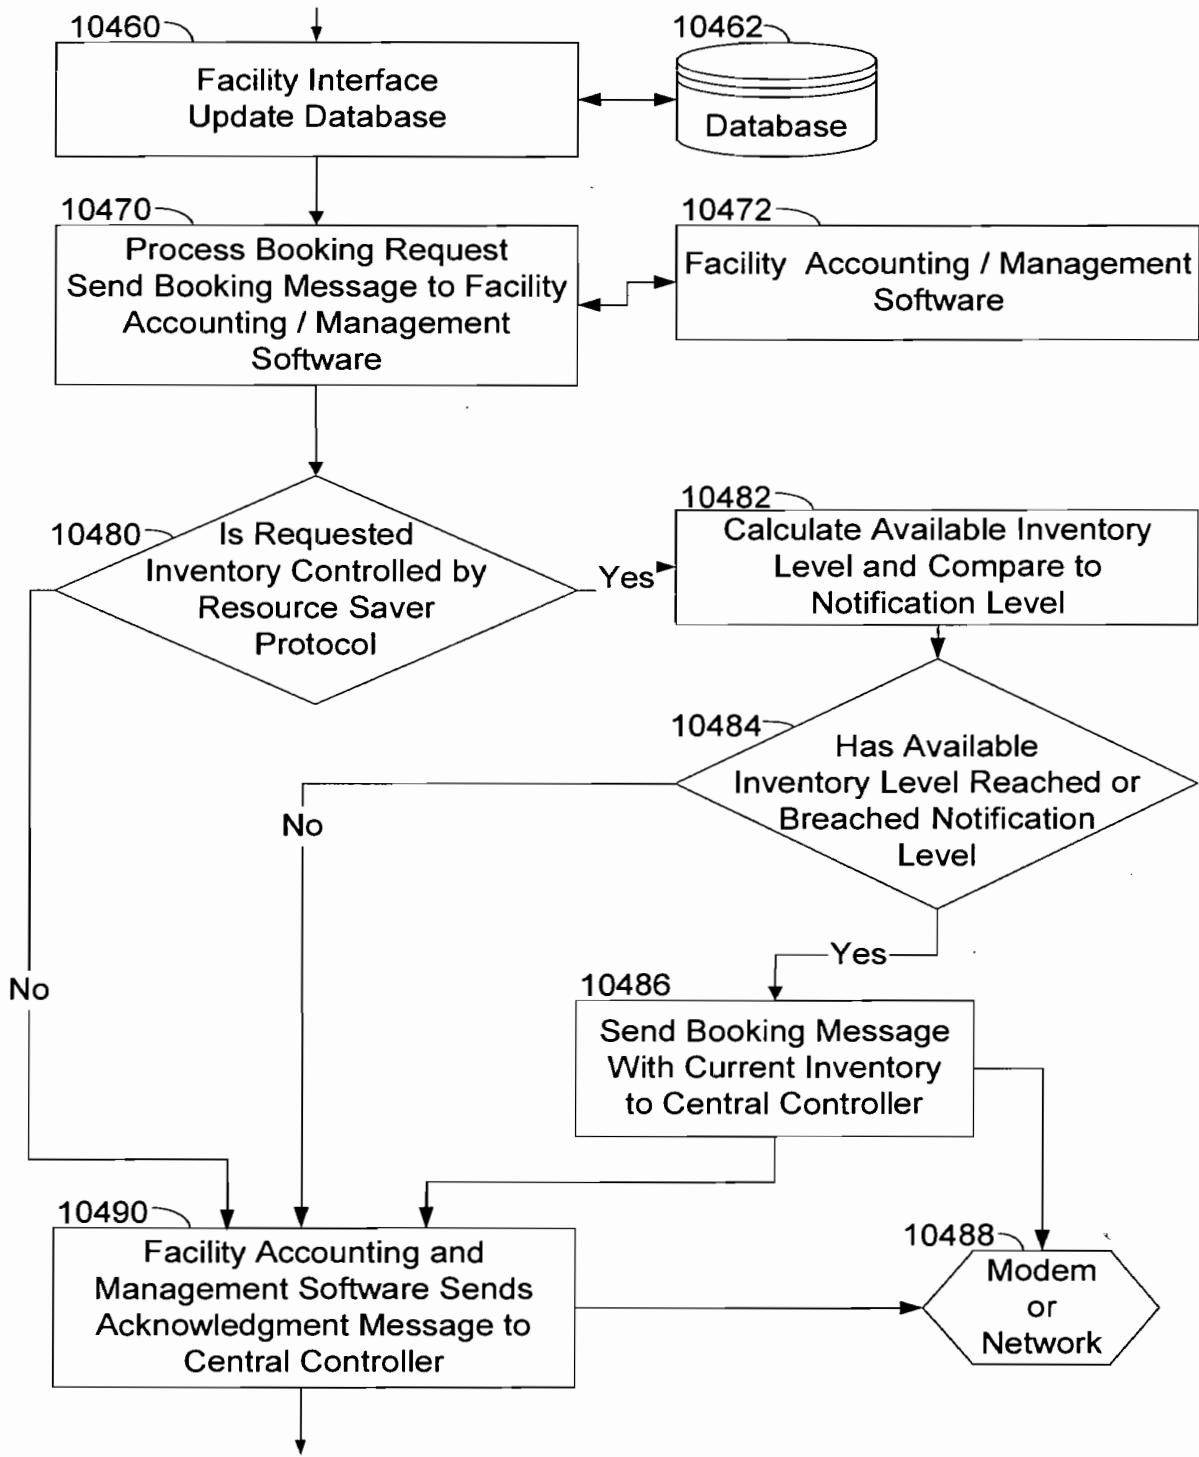 10460
Facility Interface
Update Database
10462
Database
10470
Process Booking Request
Send Booking Message to Facility
Accounting / Management
Software
10472
Facility Accounting / Management
Software
10480
Is Requested
Inventory Controlled by
Resource Saver
Protocol
Yes
10482
Calculate Available Inventory
Level and Compare to
Notification Level
10484
Has Available
Inventory Level Reached or
Breached Notification
Level
No
Yes
No
10486
Send Booking Message
With Current Inventory
to Central Controller
10490
Facility Accounting and
Management Software Sends
Acknowledgment Message to
Central Controller
10488
Modem
or
Network